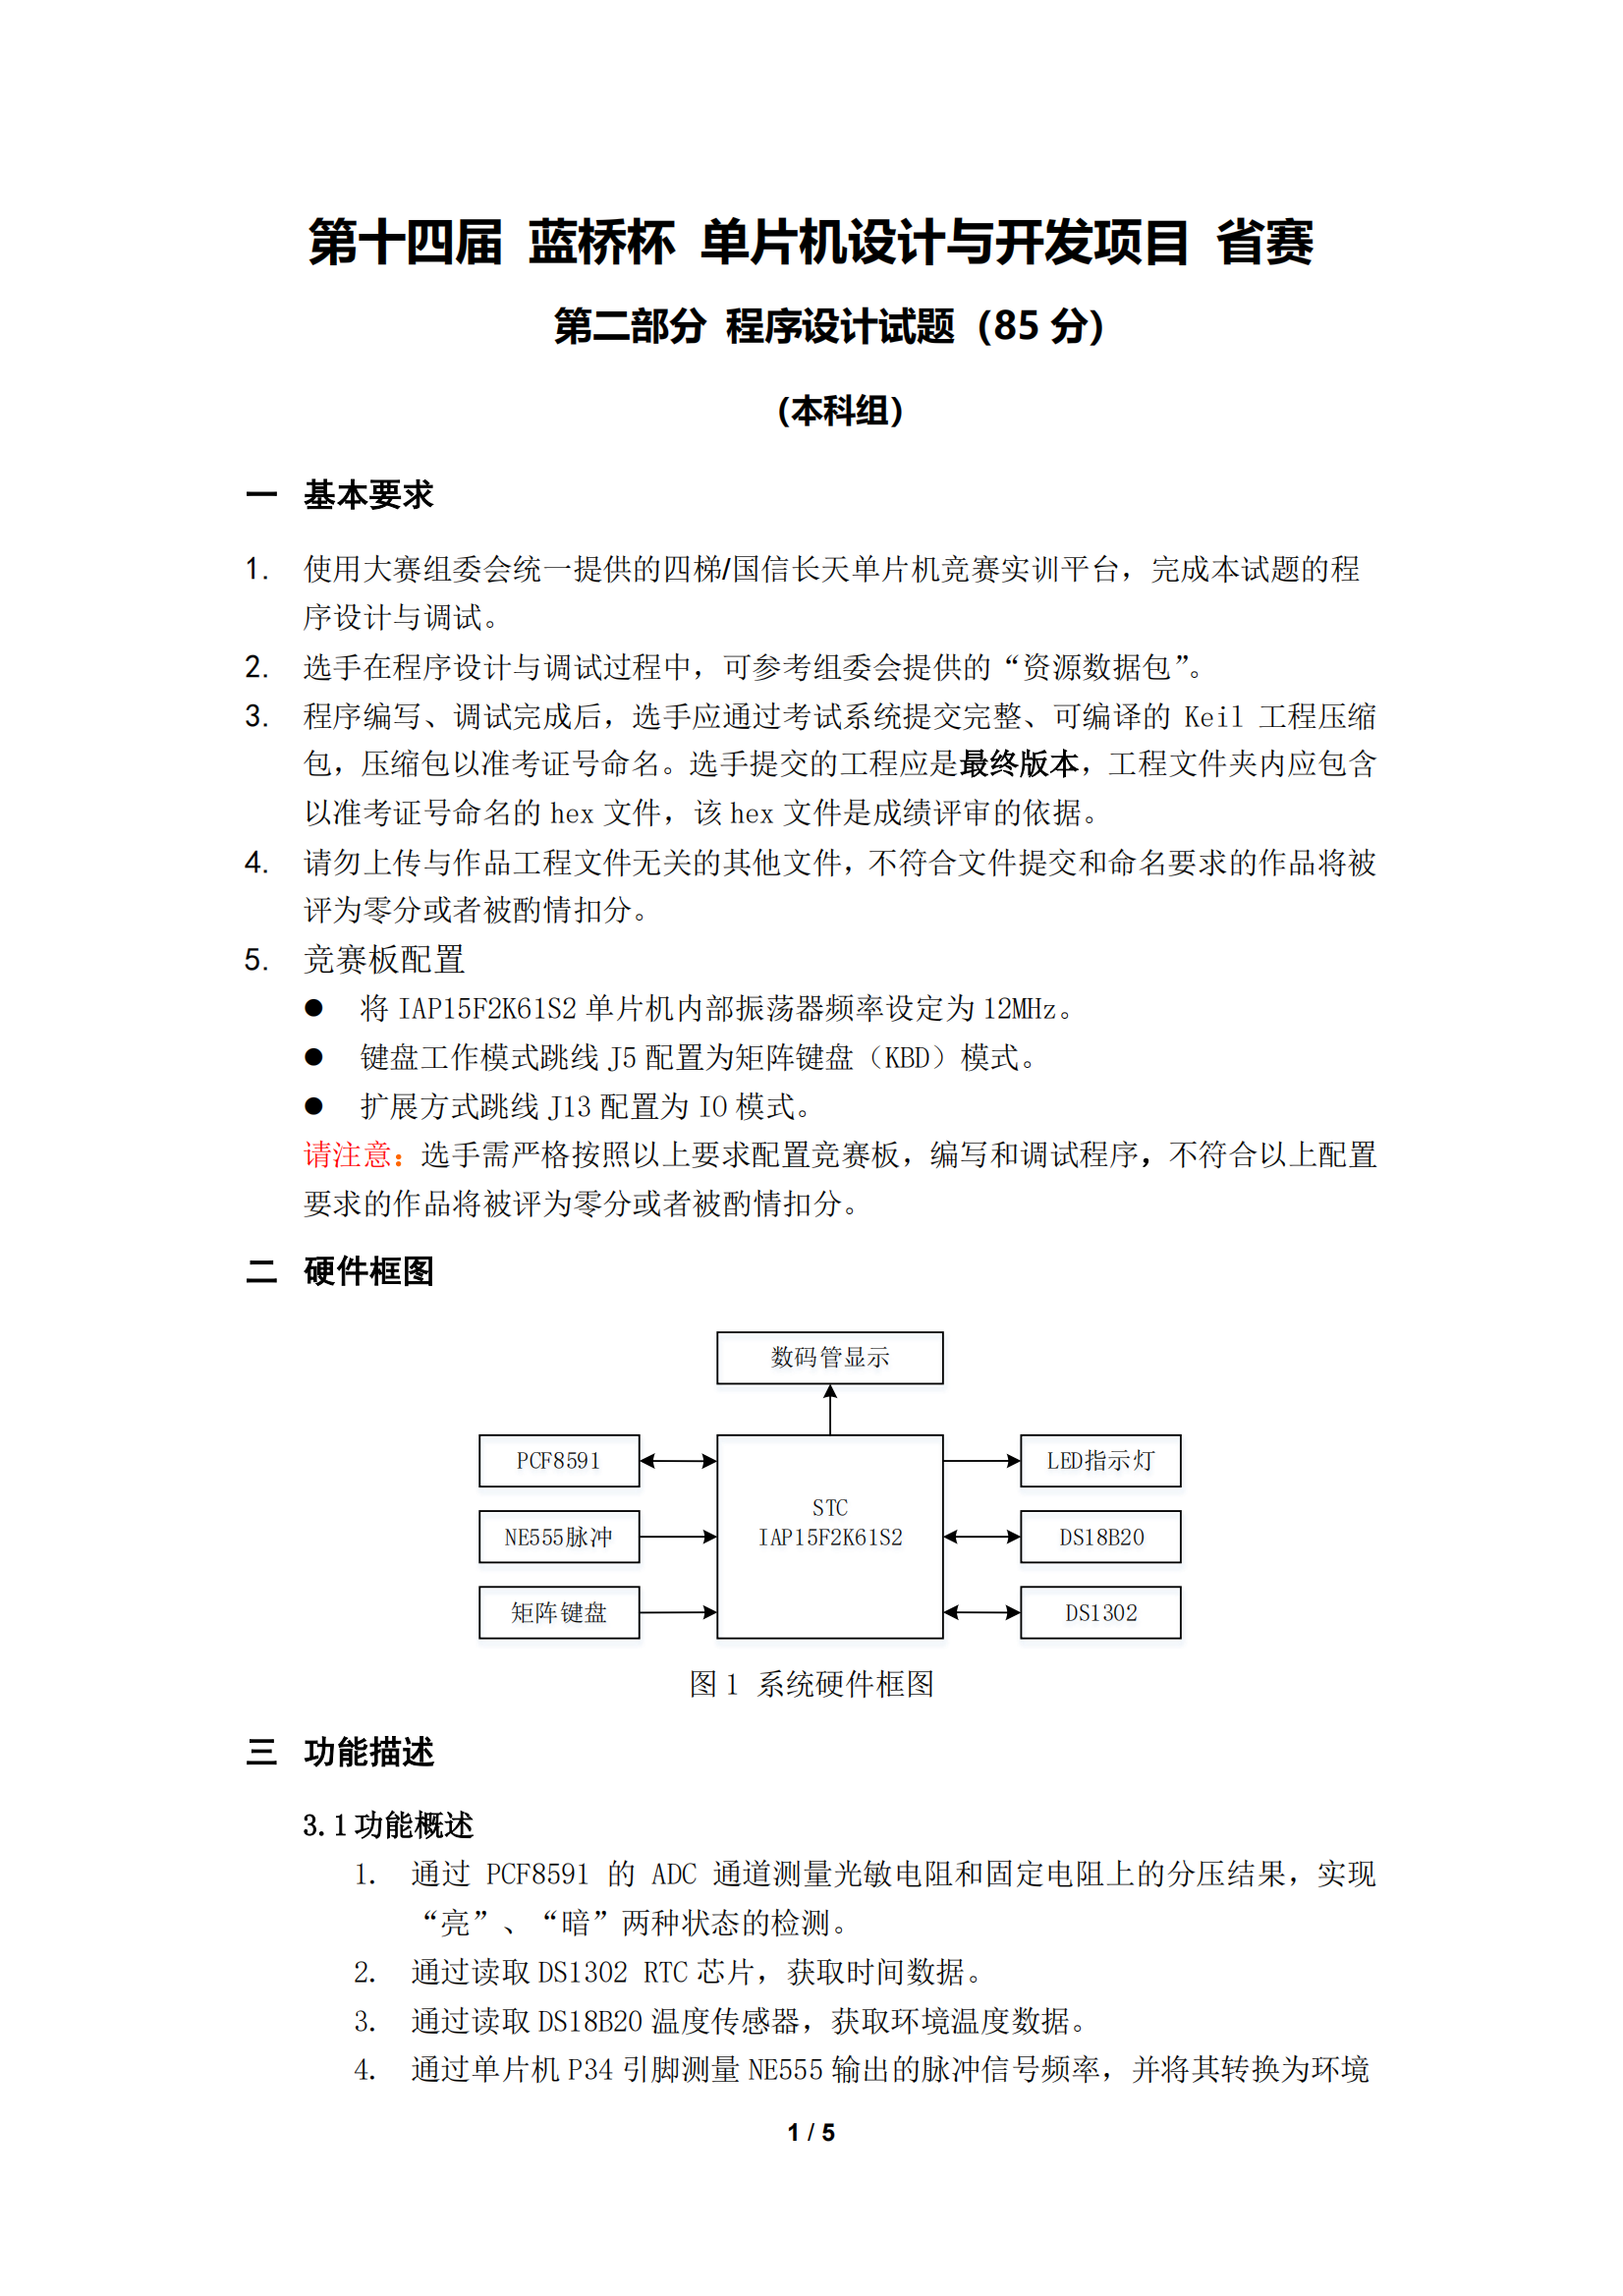 第十四届 蓝桥杯 单片机设计与开发项目 省赛
第二部分 程序设计试题（85 分）
（本科组）
一 基本要求
1. 使用大赛组委会统一提供的四梯/国信长天单片机竞赛实训平台，完成本试题的程
序设计与调试。
2. 选手在程序设计与调试过程中，可参考组委会提供的“资源数据包”。
3. 程序编写、调试完成后，选手应通过考试系统提交完整、可编译的 Keil 工程压缩
包，压缩包以准考证号命名。选手提交的工程应是最终版本，工程文件夹内应包含
以准考证号命名的 hex 文件，该 hex 文件是成绩评审的依据。
4. 请勿上传与作品工程文件无关的其他文件，不符合文件提交和命名要求的作品将被
评为零分或者被酌情扣分。
5. 竞赛板配置
● 将 IAP15F2K61S2 单片机内部振荡器频率设定为 12MHz。
● 键盘工作模式跳线 J5 配置为矩阵键盘（KBD）模式。
● 扩展方式跳线 J13 配置为 IO 模式。
请注意：选手需严格按照以上要求配置竞赛板，编写和调试程序，不符合以上配置
要求的作品将被评为零分或者被酌情扣分。
二 硬件框图
数码管显示
PCF8591
LED指示灯
STC
IAP15F2K61S2
NE555脉冲
DS18B20
矩阵键盘
DS1302
图 1 系统硬件框图
三 功能描述
3.1 功能概述
1. 通过 PCF8591 的 ADC 通道测量光敏电阻和固定电阻上的分压结果，实现
“亮”、“暗”两种状态的检测。
2. 通过读取 DS1302 RTC 芯片，获取时间数据。
3. 通过读取 DS18B20 温度传感器，获取环境温度数据。
4. 通过单片机 P34 引脚测量 NE555 输出的脉冲信号频率，并将其转换为环境
1 / 5